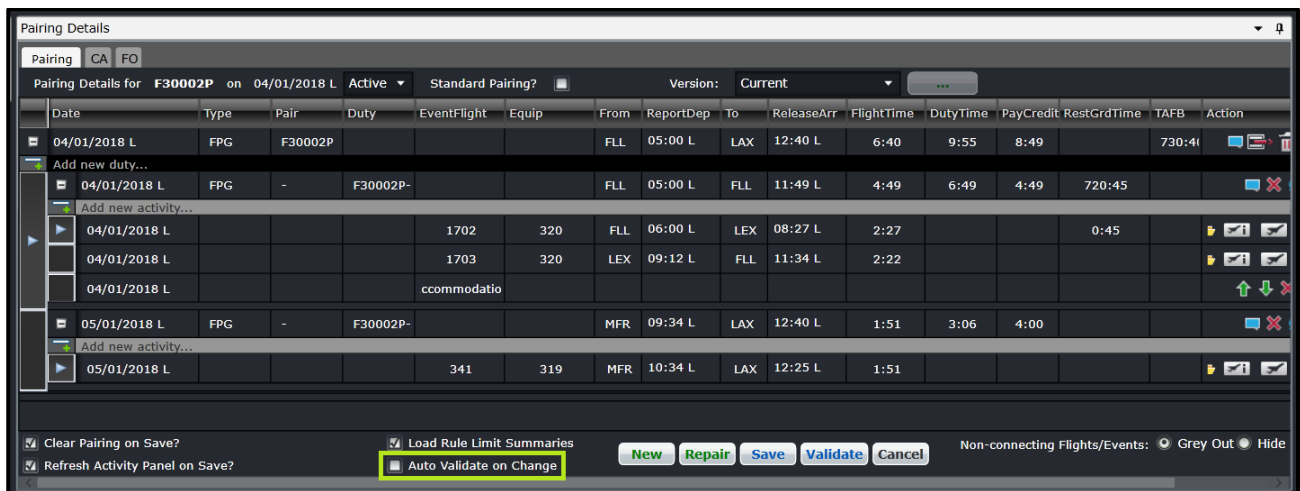 Pairing Details
Pairing CA FO
Pairing Details for F30002P on 04/01/2018 L Active Standard Pairing? Version: Current ...
Date Type Pair Duty EventFlight Equip From ReportDep To ReleaseArr FlightTime DutyTime PayCredit RestGrdTime TAFB Action
04/01/2018 L FPG F30002P FLL 05:00 L LAX 12:40 L 6:40 9:55 8:49
Add new duty...
04/01/2018 L FPG - F30002P- FLL 05:00 L FLL 11:49 L 4:49 6:49 4:49 720:45
Add new activity...
04/01/2018 L 1702 320 FLL 06:00 L LEX 08:27 L 2:27 0:45
04/01/2018 L 1703 320 LEX 09:12 L FLL 11:34 L 2:22
04/01/2018 L ccommodatio
05/01/2018 L FPG - F30002P- MFR 09:34 L LAX 12:40 L 1:51 3:06 4:00
Add new activity...
05/01/2018 L 341 319 MFR 10:34 L LAX 12:25 L 1:51
Clear Pairing on Save? Load Rule Limit Summaries
New Repair Save Validate Cancel Non-connecting Flights/Events: Grey Out Hide
Refresh Activity Panel on Save? Auto Validate on Change